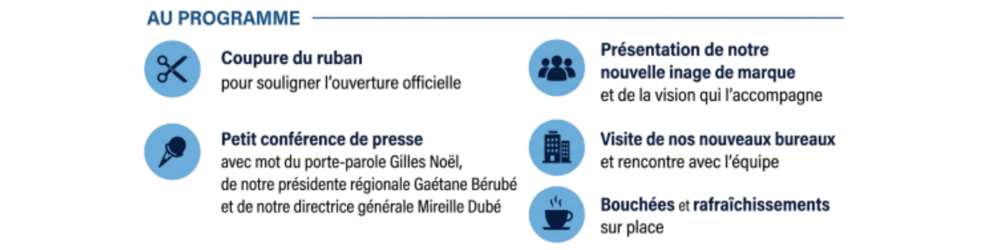 AU PROGRAMME
Coupure du ruban
pour souligner l'ouverture officielle
Petit conférence de presse
avec mot du porte-parole Gilles Noël,
de notre présidente régionale Gaétane Bérubé
et de notre directrice générale Mireille Dubé
Présentation de notre
nouvelle inage de marque
et de la vision qui l'accompagne
Visite de nos nouveaux bureaux
et rencontre avec l'équipe
Bouchées et rafraîchissements
sur place